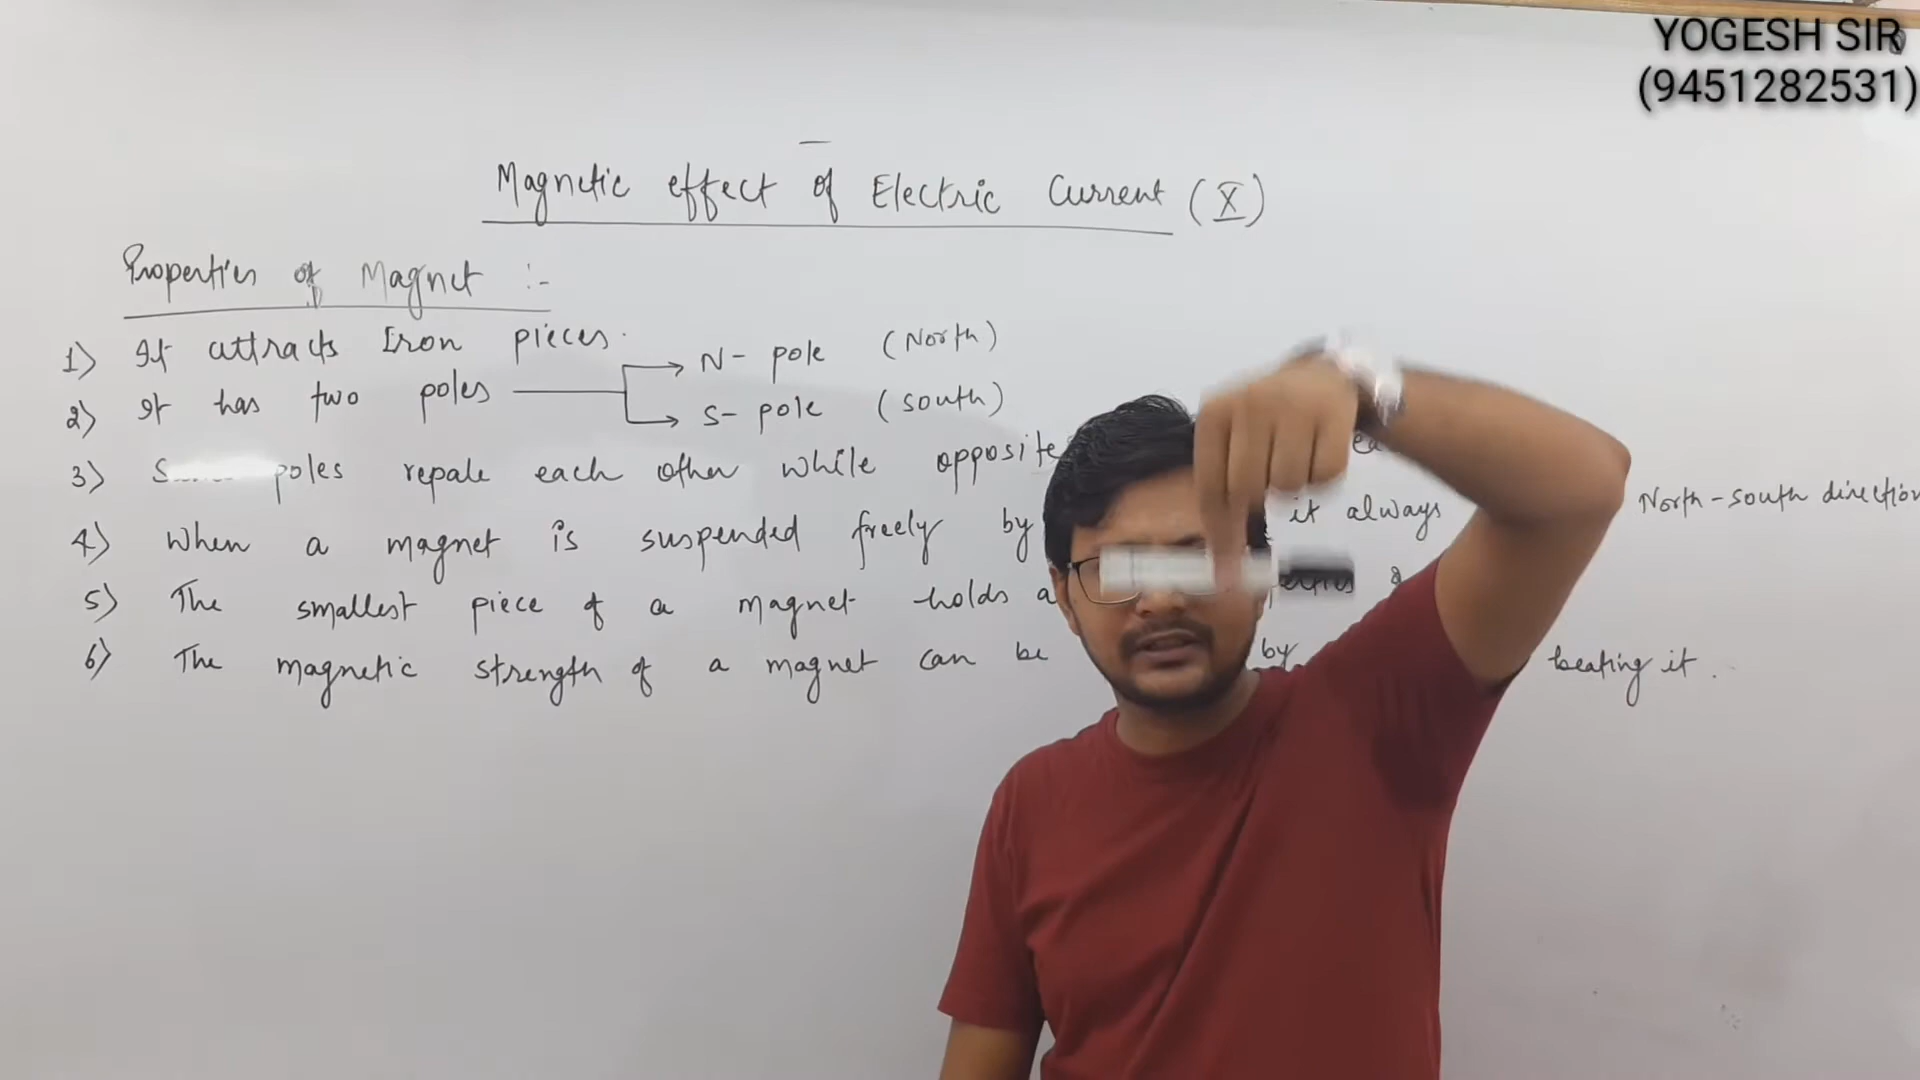 YOGESH SIR
(9451282531)
Magnetic effect of Electric Current (X)
Properties of Magnet :-
1) It attracts Iron pieces.
2) It has two poles → N- pole (North)
→ S- pole (south)
3) poles repale each other while opposite
4) When a magnet is suspended freely by it always North-south direction
5) The smallest piece of a magnet holds
6) The magnetic strength of a magnet can be by beating it.